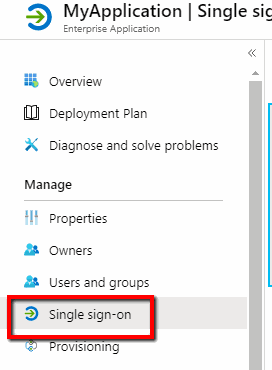 MyApplication | Single sig
Enterprise Application
«
Overview
Deployment Plan
Diagnose and solve problems
Manage
Properties
Owners
Users and groups
Single sign-on
Provisioning